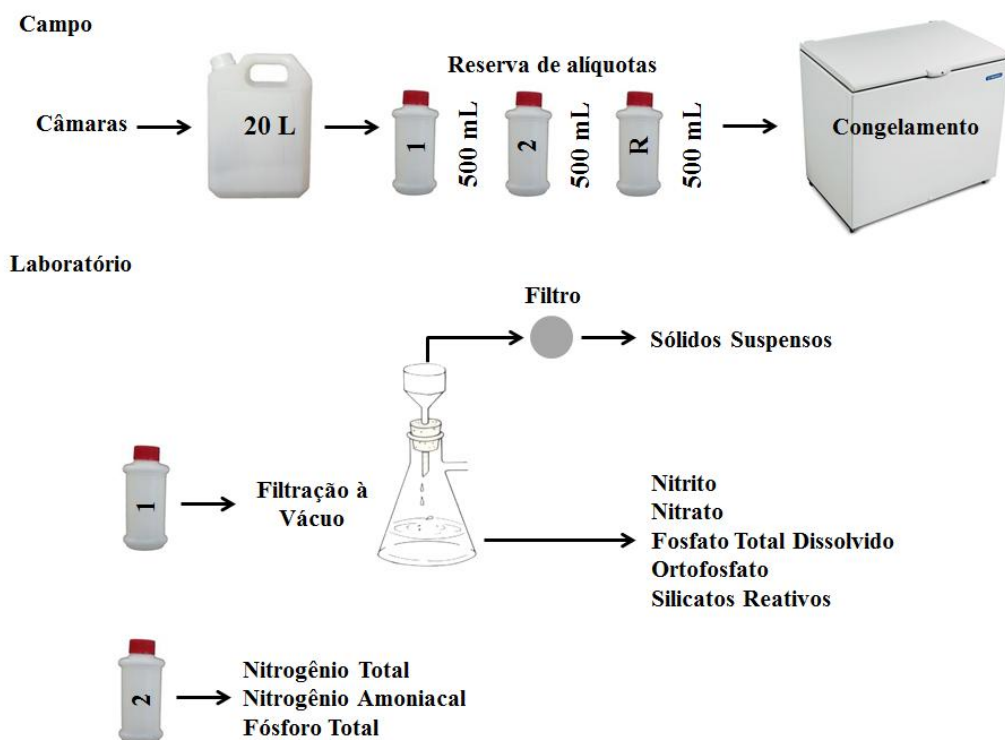 Campo
Reserva de alíquotas
Câmaras
20 L
1
500 mL
2
500 mL
R
500 mL
Congelamento
Laboratório
Filtro
Sólidos Suspensos
1
Filtração à
Vácuo
Nitrito
Nitrato
Fosfato Total Dissolvido
Ortofosfato
Silicatos Reativos
2
Nitrogênio Total
Nitrogênio Amoniacal
Fósforo Total